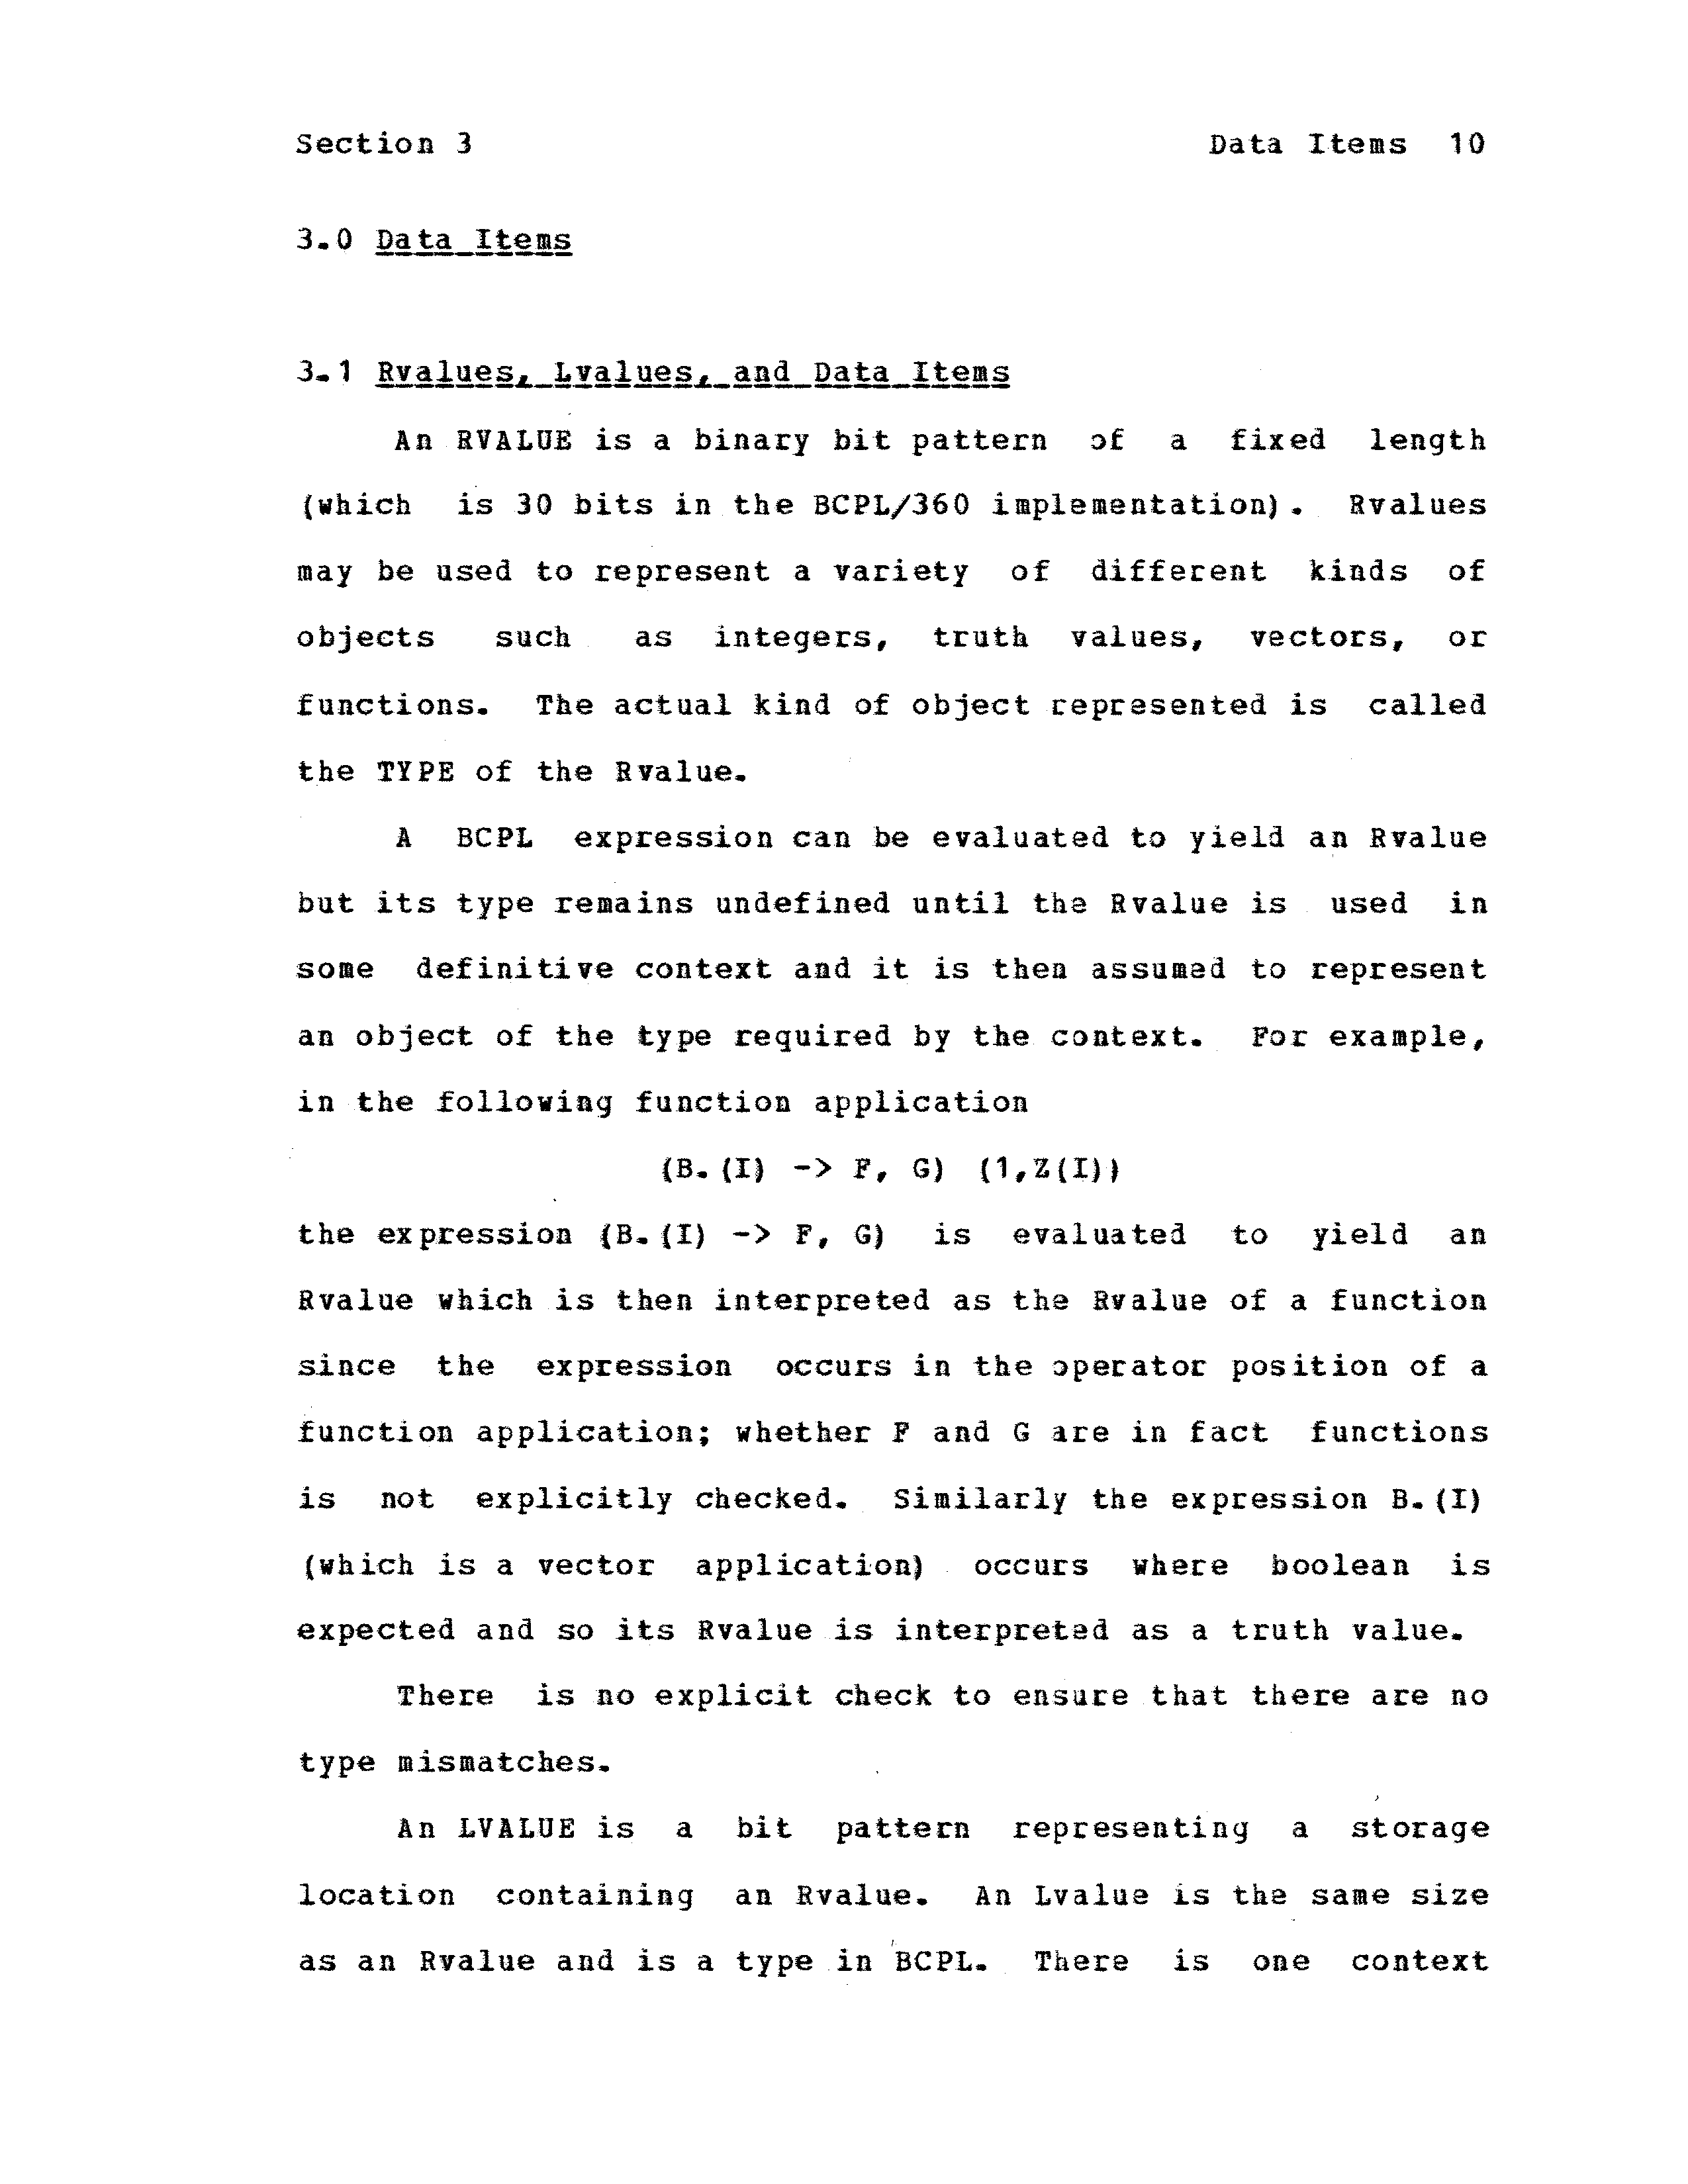 Section 3 Data Items 10
3.0 Data Items
3.1 Rvalues, Lvalues, and Data Items
An RVALUE is a binary bit pattern of a fixed length
(which is 30 bits in the BCPL/360 implementation). Rvalues
may be used to represent a variety of different kinds of
objects such as integers, truth values, vectors, or
functions. The actual kind of object represented is called
the TYPE of the Rvalue.
A BCPL expression can be evaluated to yield an Rvalue
but its type remains undefined until the Rvalue is used in
some definitive context and it is then assumed to represent
an object of the type required by the context. For example,
in the following function application
(B.(I) -> F, G) (1,Z(I))
the expression (B.(I) -> F, G) is evaluated to yield an
Rvalue which is then interpreted as the Rvalue of a function
since the expression occurs in the operator position of a
function application; whether F and G are in fact functions
is not explicitly checked. Similarly the expression B.(I)
(which is a vector application) occurs where boolean is
expected and so its Rvalue is interpreted as a truth value.
There is no explicit check to ensure that there are no
type mismatches.
An LVALUE is a bit pattern representing a storage
location containing an Rvalue. An Lvalue is the same size
as an Rvalue and is a type in BCPL. There is one context